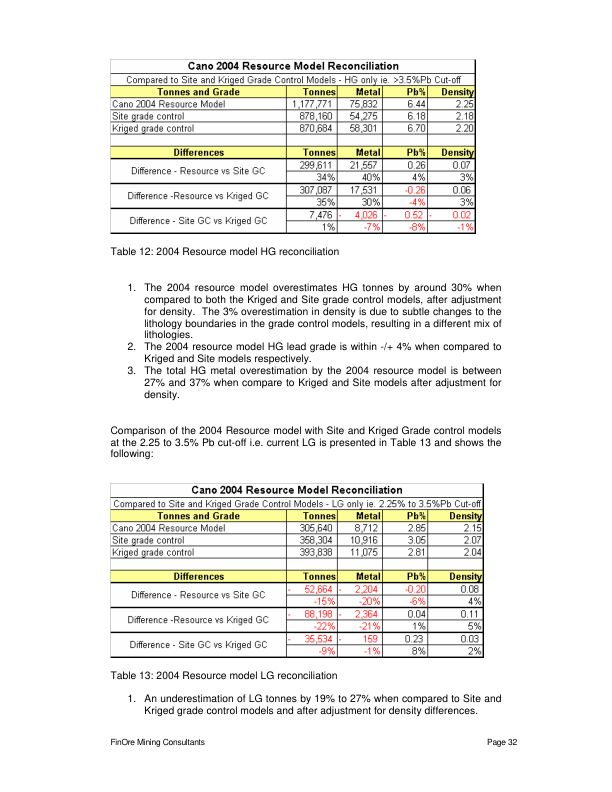 Cano 2004 Resource Model Reconciliation
Compared to Site and Kriged Grade Control Models - HG only ie. >3.5%Pb Cut-off
Tonnes and Grade Tonnes Metal Pb% Density
Cano 2004 Resource Model 1,177,771 75,832 6.44 2.25
Site grade control 878,160 54,275 6.18 2.18
Kriged grade control 870,684 58,301 6.70 2.20
Differences Tonnes Metal Pb% Density
Difference - Resource vs Site GC 299,611 21,557 0.26 0.07
34% 40% 4% 3%
Difference -Resource vs Kriged GC 307,087 17,531 -0.26 0.06
35% 30% -4% 3%
Difference - Site GC vs Kriged GC 7,476 - 4,026 - 0.52 - 0.02
1% -7% -8% -1%
Table 12: 2004 Resource model HG reconciliation
1. The 2004 resource model overestimates HG tonnes by around 30% when
compared to both the Kriged and Site grade control models, after adjustment
for density. The 3% overestimation in density is due to subtle changes to the
lithology boundaries in the grade control models, resulting in a different mix of
lithologies.
2. The 2004 resource model HG lead grade is within -/+ 4% when compared to
Kriged and Site models respectively.
3. The total HG metal overestimation by the 2004 resource model is between
27% and 37% when compare to Kriged and Site models after adjustment for
density.
Comparison of the 2004 Resource model with Site and Kriged Grade control models
at the 2.25 to 3.5% Pb cut-off i.e. current LG is presented in Table 13 and shows the
following:
Cano 2004 Resource Model Reconciliation
Compared to Site and Kriged Grade Control Models - LG only ie. 2.25% to 3.5%Pb Cut-off
Tonnes and Grade Tonnes Metal Pb% Density
Cano 2004 Resource Model 305,640 8,712 2.85 2.15
Site grade control 358,304 10,916 3.05 2.07
Kriged grade control 393,838 11,075 2.81 2.04
Differences Tonnes Metal Pb% Density
Difference - Resource vs Site GC - 52,664 - 2,204 -0.20 0.08
-15% -20% -6% 4%
Difference -Resource vs Kriged GC - 88,198 - 2,364 0.04 0.11
-22% -21% 1% 5%
Difference - Site GC vs Kriged GC - 35,534 - 159 0.23 0.03
-9% -1% 8% 2%
Table 13: 2004 Resource model LG reconciliation
1. An underestimation of LG tonnes by 19% to 27% when compared to Site and
Kriged grade control models and after adjustment for density differences.
FinOre Mining Consultants Page 32